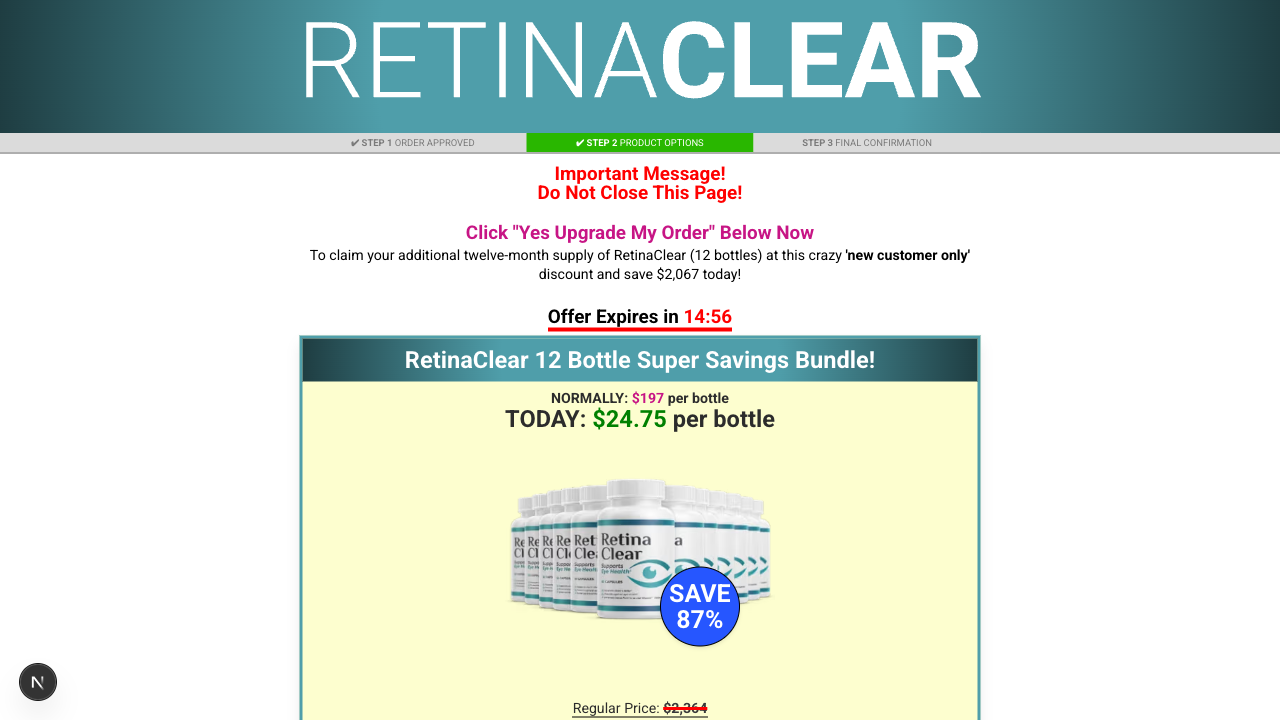 RETINACLEAR
✔ STEP 1 ORDER APPROVED
✔ STEP 2 PRODUCT OPTIONS
STEP 3 FINAL CONFIRMATION
Important Message!
Do Not Close This Page!
Click "Yes Upgrade My Order" Below Now
To claim your additional twelve-month supply of RetinaClear (12 bottles) at this crazy 'new customer only'
discount and save $2,067 today!
Offer Expires in 14:56
RetinaClear 12 Bottle Super Savings Bundle!
NORMALLY: $197 per bottle
TODAY: $24.75 per bottle
Retina
Clear
Supports
Eye Health
SAVE
87%
N
Regular Price: $2,364